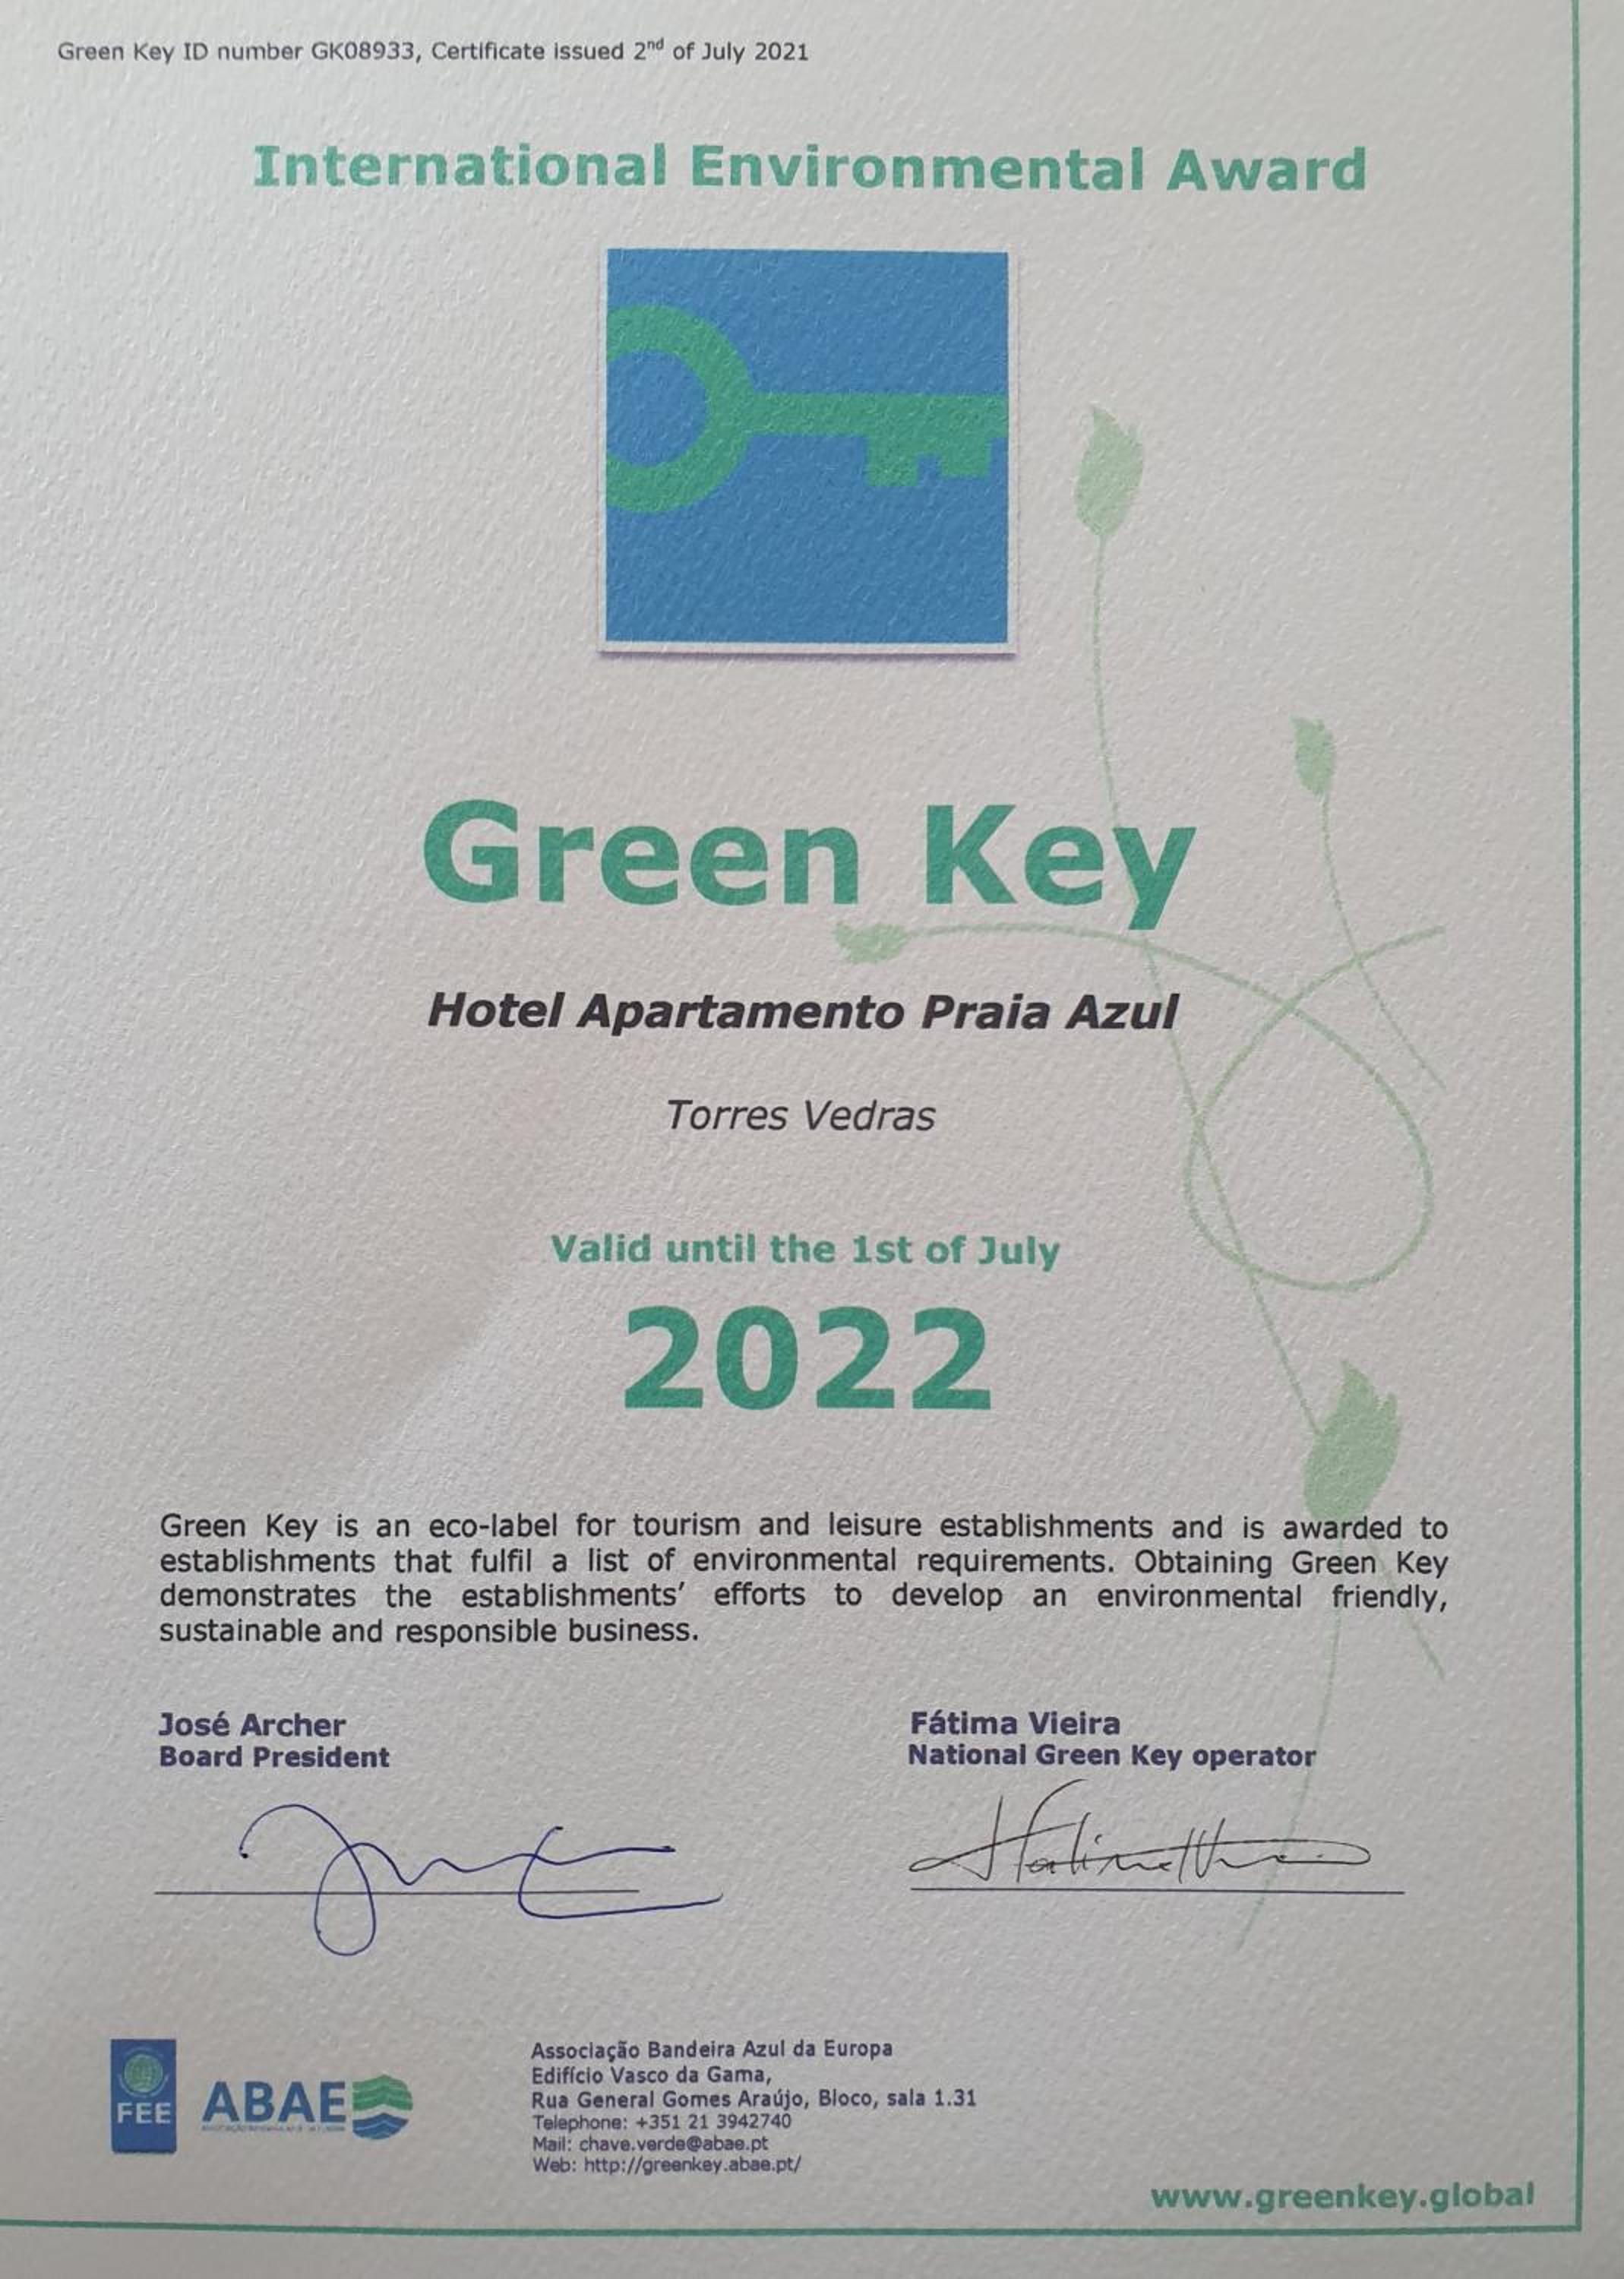 Green Key ID number GK08933, Certificate issued 2nd of July 2021
International Environmental Award
Green Key
Hotel Apartamento Praia Azul
Torres Vedras
Valid until the 1st of July
2022
Green Key is an eco-label for tourism and leisure establishments and is awarded to
establishments that fulfil a list of environmental requirements. Obtaining Green Key
demonstrates the establishments' efforts to develop an environmental friendly,
sustainable and responsible business.
José Archer
Board President
Fátima Vieira
National Green Key operator
FEE
ABAE
Associação Bandeira Azul da Europa
Edifício Vasco da Gama,
Rua General Gomes Araújo, Bloco, sala 1.31
Telephone: +351 21 3942740
Mail: chave.verde@abae.pt
Web: http://greenkey.abae.pt/
www.greenkey.global